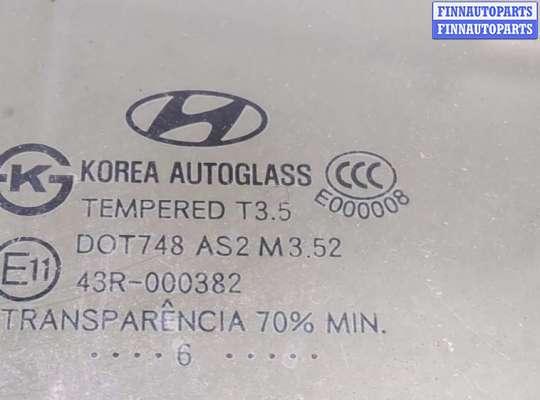 FINNAUTOPARTS
FINNAUTOPARTS
KOREA AUTOGLASS
CCC
E000008
K
TEMPERED T3.5
DOT748 AS2 M3.52
E11
43R-000382
TRANSPARÊNCIA 70% MIN.
.... 6 .....